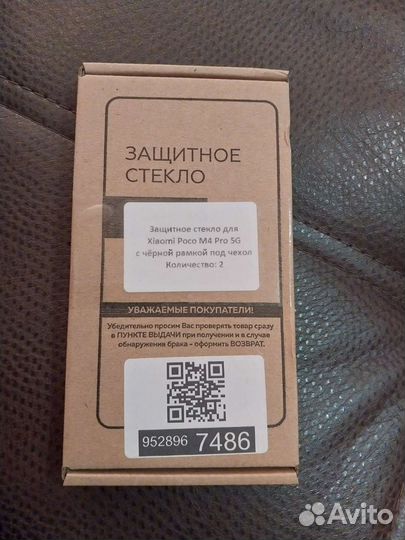 ЗАЩИТНОЕ
СТЕКЛО
Защитное стекло для
Xiaomi Poco M4 Pro 5G
с чёрной рамкой под чехол
Количество: 2
УВАЖАЕМЫЕ ПОКУПАТЕЛИ!
Убедительно просим Вас проверять товар сразу
в ПУНКТЕ ВЫДАЧИ при получении и в случае
обнаружения брака - оформить ВОЗВРАТ.
952896 7486
Avito